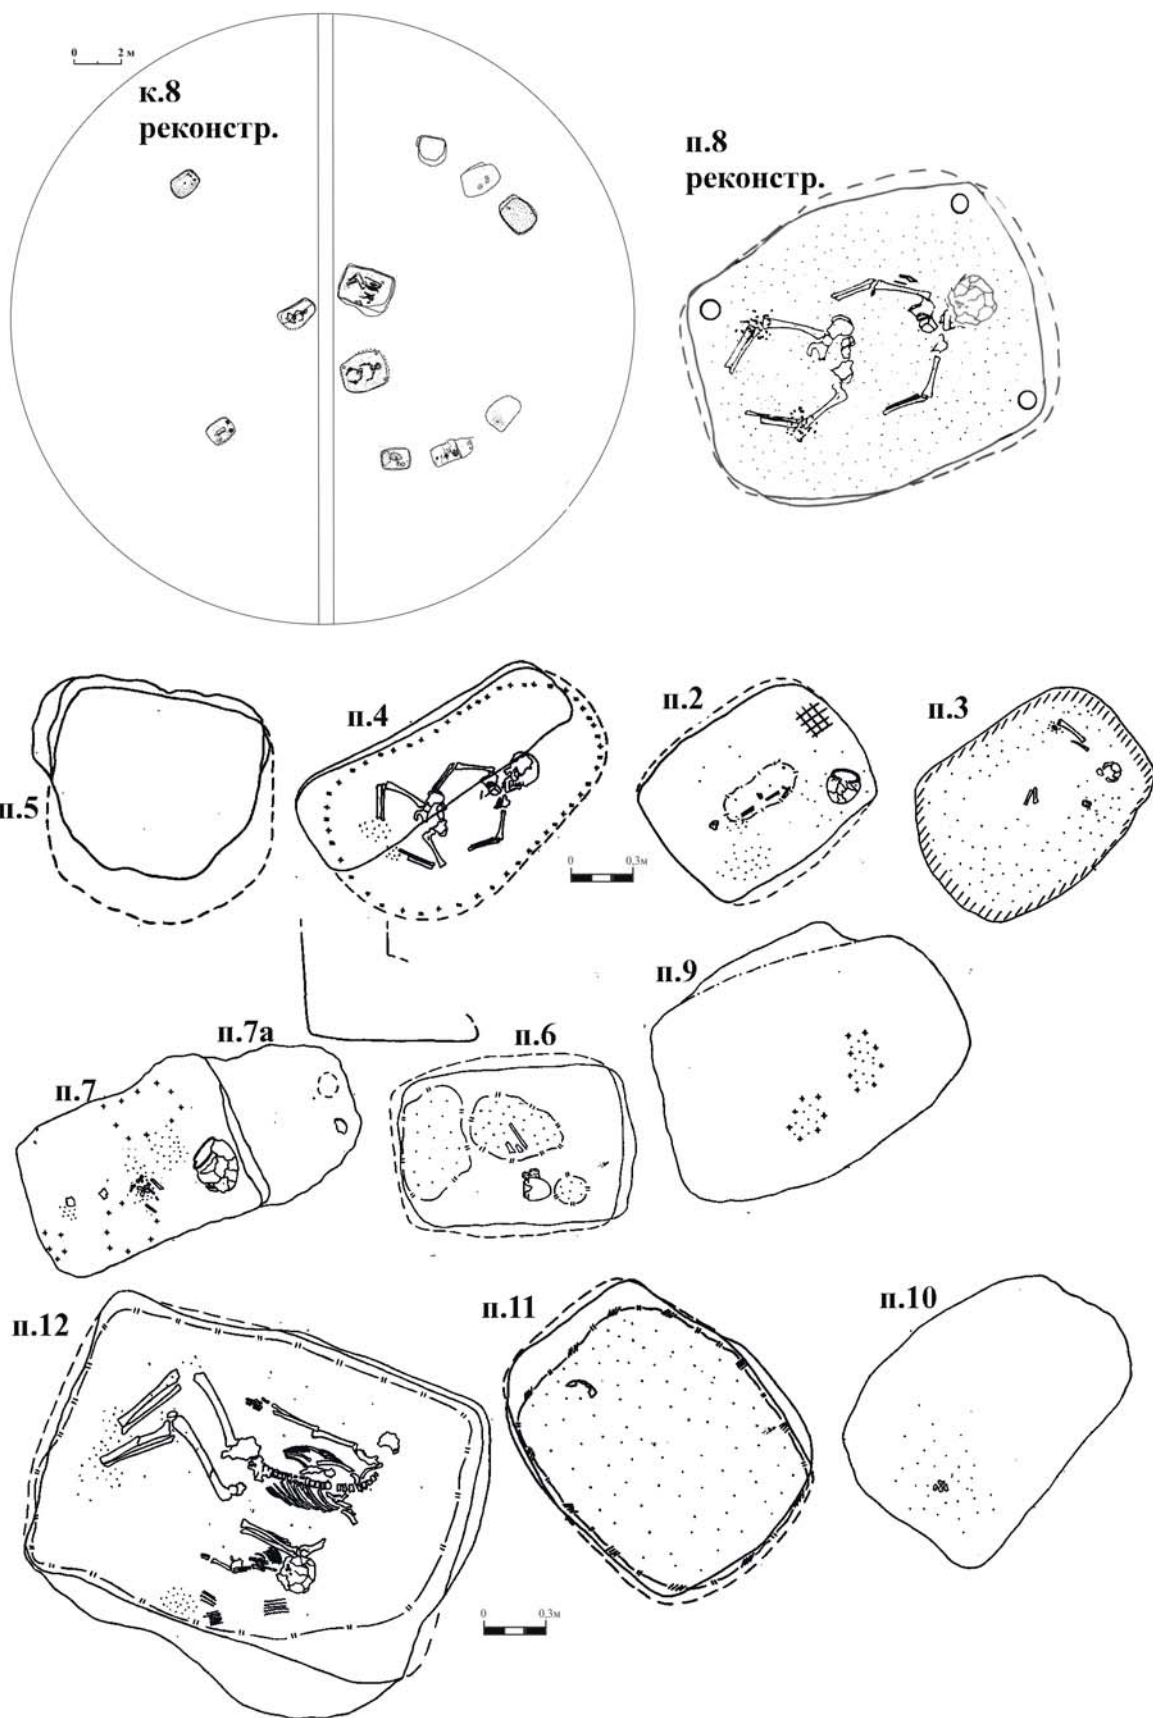 0 2 м
к.8
реконстр.
п.8
реконстр.
п.5
п.4
п.2
п.3
0 0,3м
п.7
п.7а
п.6
п.9
п.12
п.11
п.10
0 0,3м